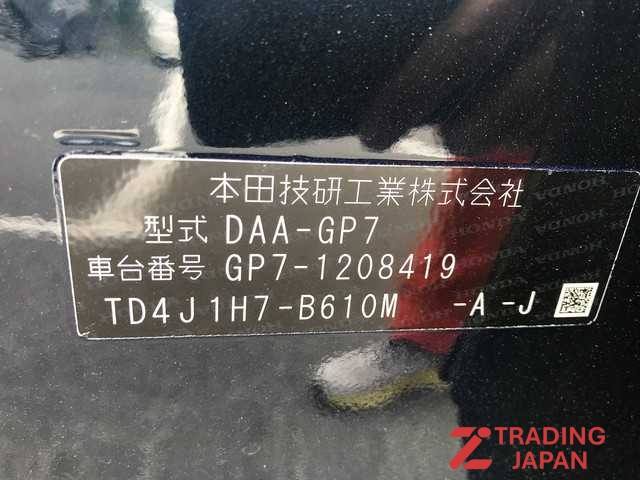 本田技研工業株式会社
型式 DAA-GP7
車台番号 GP7-1208419
TD4J1H7-B610M -A -J
TRADING
JAPAN